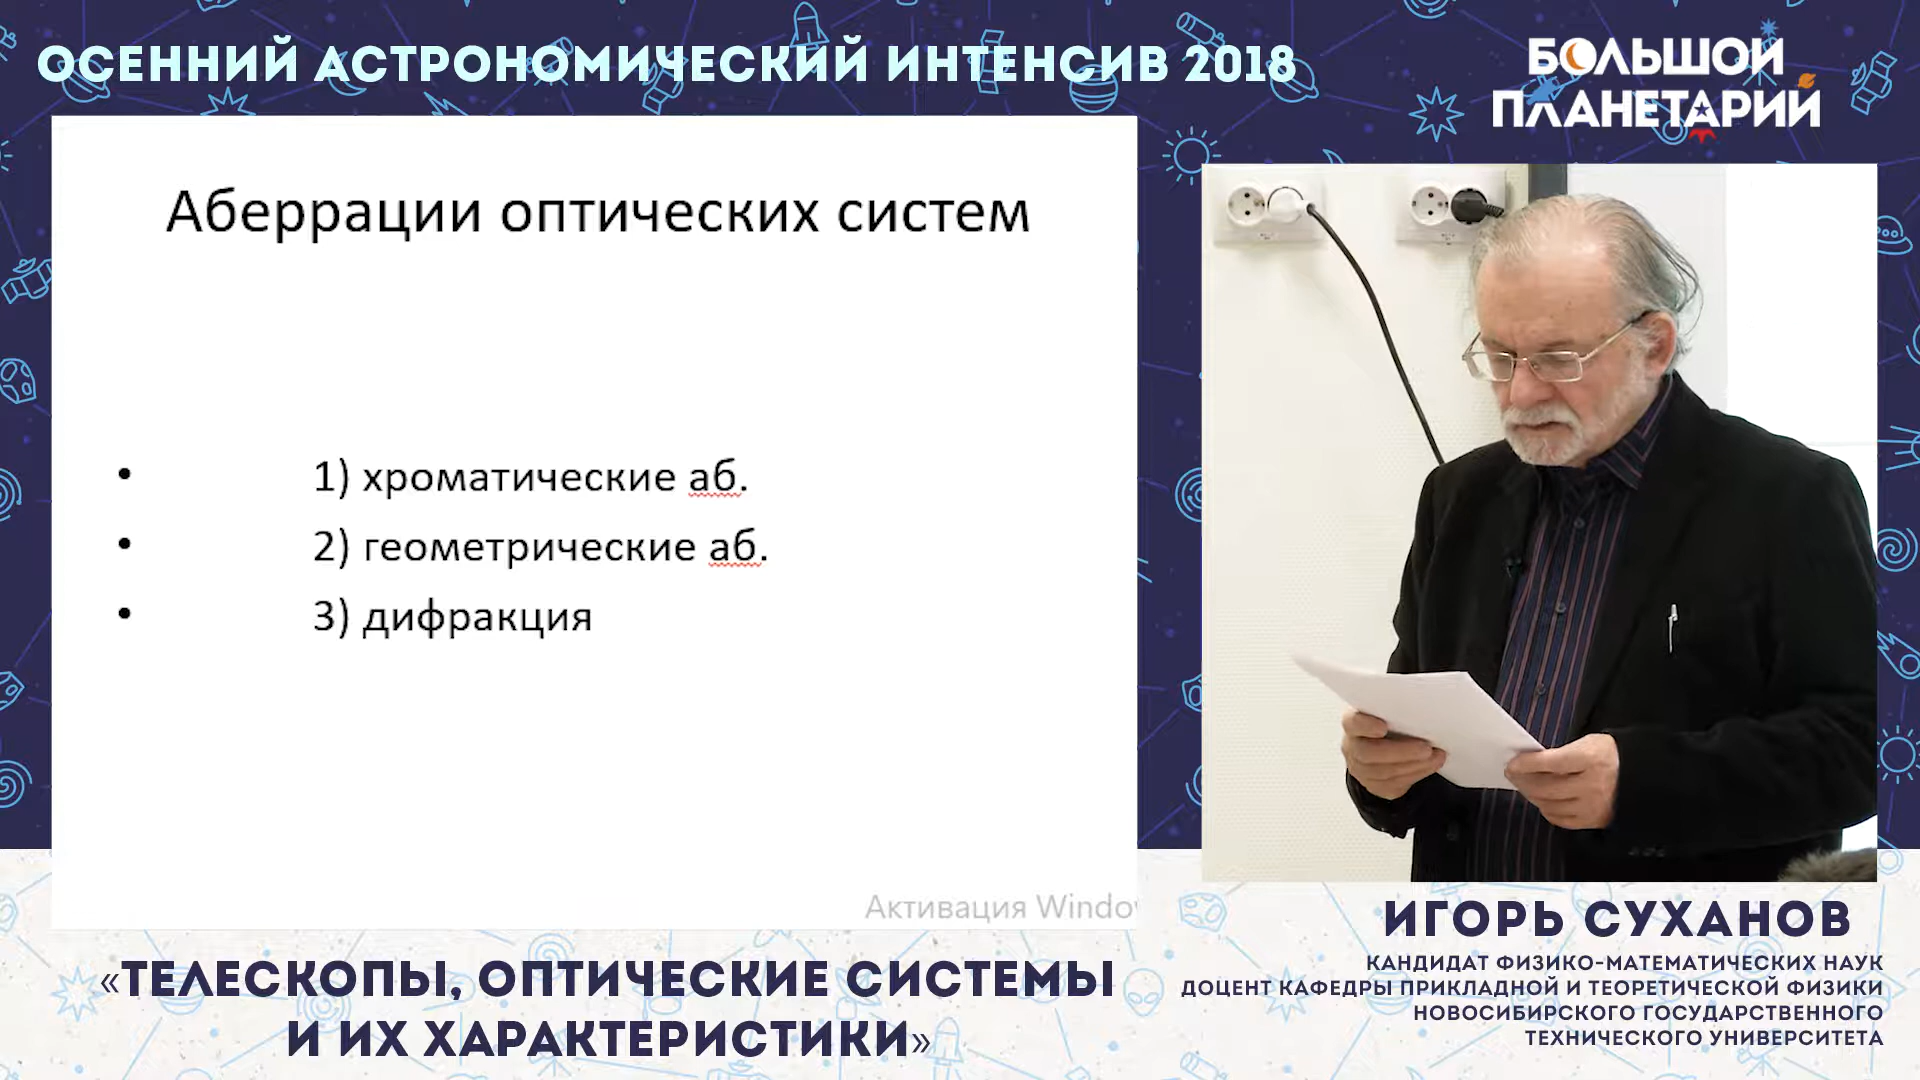 ОСЕННИЙ АСТРОНОМИЧЕСКИЙ ИНТЕНСИВ 2018
БОЛЬШОЙ
ПЛАНЕТАРИЙ
Аберрации оптических систем
• 1) хроматические аб.
• 2) геометрические аб.
• 3) дифракция
Активация Windo
«ТЕЛЕСКОПЫ, ОПТИЧЕСКИЕ СИСТЕМЫ
И ИХ ХАРАКТЕРИСТИКИ»
ИГОРЬ СУХАНОВ
КАНДИДАТ ФИЗИКО-МАТЕМАТИЧЕСКИХ НАУК
ДОЦЕНТ КАФЕДРЫ ПРИКЛАДНОЙ И ТЕОРЕТИЧЕСКОЙ ФИЗИКИ
НОВОСИБИРСКОГО ГОСУДАРСТВЕННОГО
ТЕХНИЧЕСКОГО УНИВЕРСИТЕТА